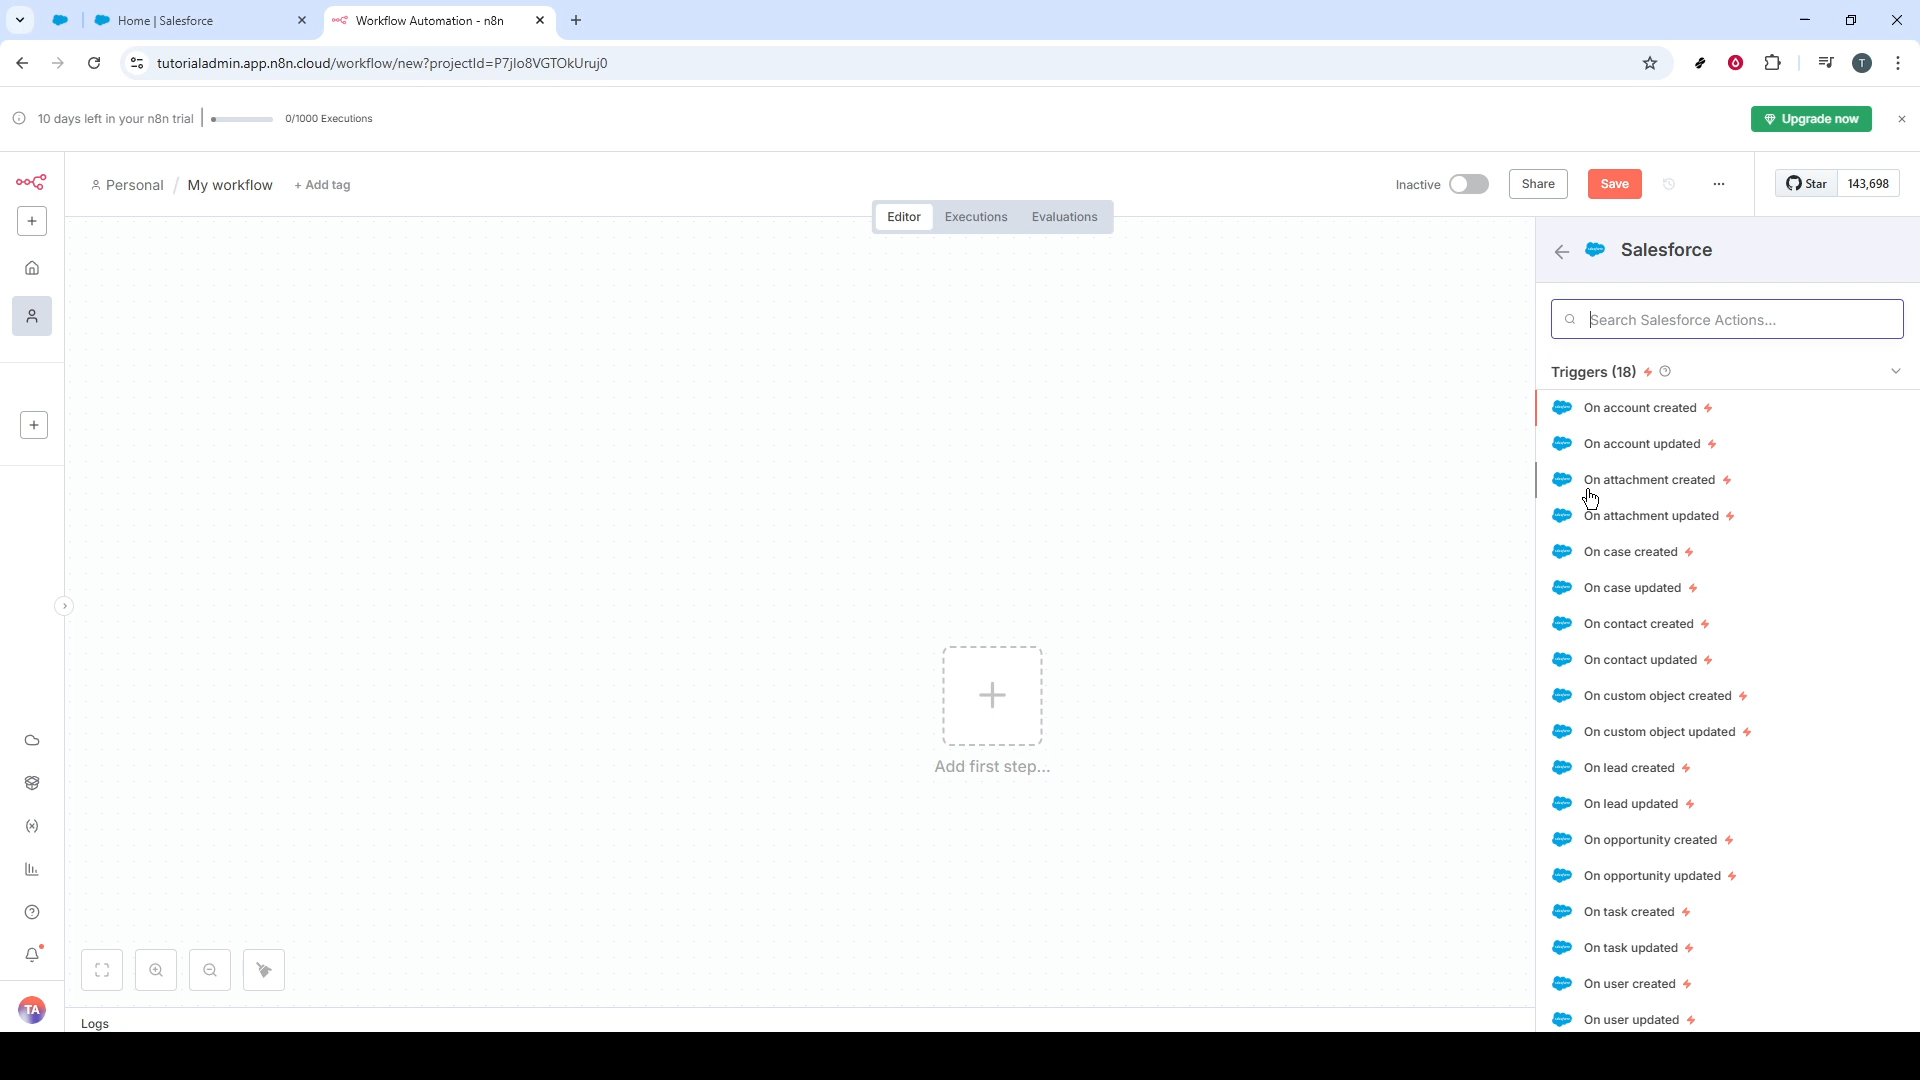 Home | Salesforce
Workflow Automation - n8n
tutorialadmin.app.n8n.cloud/workflow/new?projectId=P7jlo8VGTOkUruj0
T
10 days left in your n8n trial
0/1000 Executions
Upgrade now
Personal / My workflow + Add tag
Inactive
Share
Save
Star 143,698
Editor Executions Evaluations
Salesforce
Search Salesforce Actions...
Triggers (18)
On account created
On account updated
On attachment created
On attachment updated
On case created
On case updated
On contact created
On contact updated
On custom object created
On custom object updated
On lead created
On lead updated
On opportunity created
On opportunity updated
On task created
On task updated
On user created
On user updated
Add first step...
TA
Logs